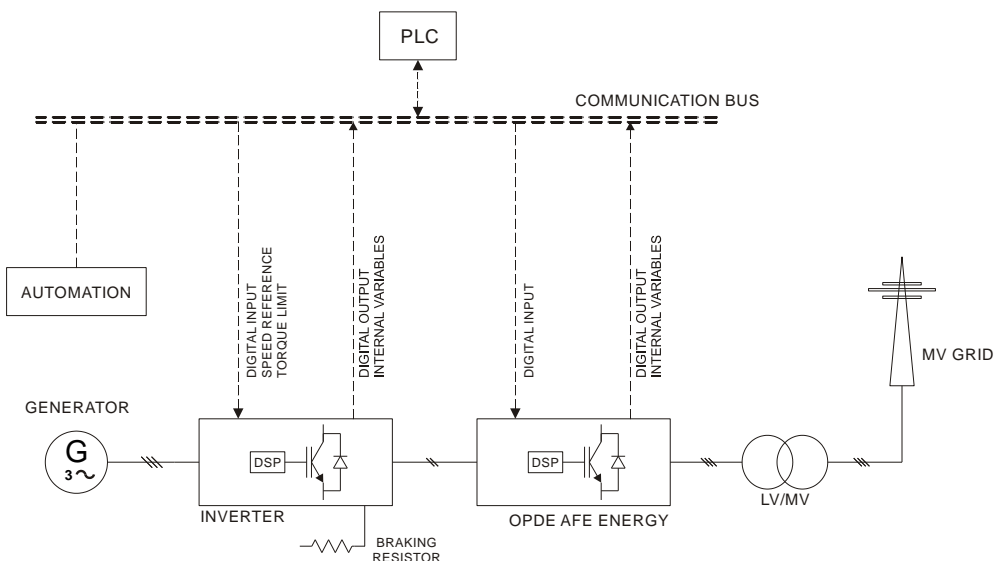 PLC
COMMUNICATION BUS
AUTOMATION
DIGITAL INPUT
SPEED REFERENCE
TORQUE LIMIT
DIGITAL OUTPUT
INTERNAL VARIABLES
DIGITAL INPUT
DIGITAL OUTPUT
INTERNAL VARIABLES
MV GRID
GENERATOR
G
3~
DSP
DSP
INVERTER
OPDE AFE ENERGY
LV/MV
BRAKING
RESISTOR